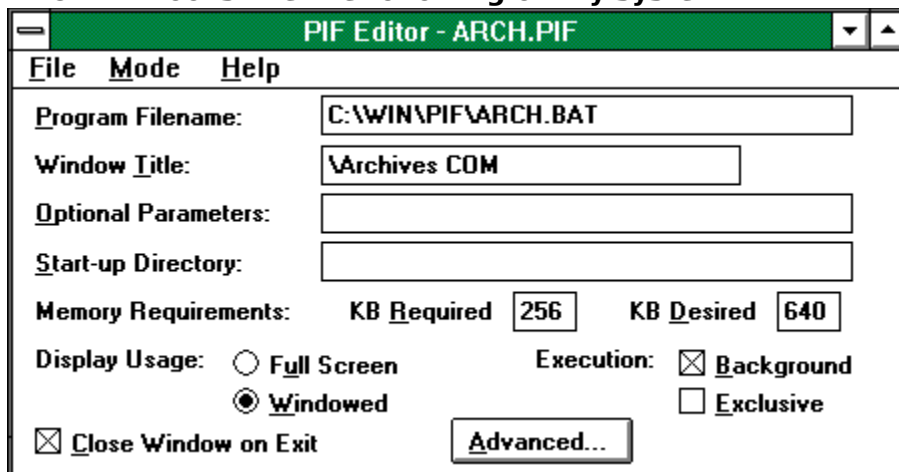 PIF Editor - ARCH.PIF
File Mode Help
Program Filename: C:\WIN\PIF\ARCH.BAT
Window Title: \Archives COM
Optional Parameters:
Start-up Directory:
Memory Requirements: KB Required 256 KB Desired 640
Display Usage: Full Screen Execution: Background
Windowed Exclusive
Close Window on Exit Advanced...